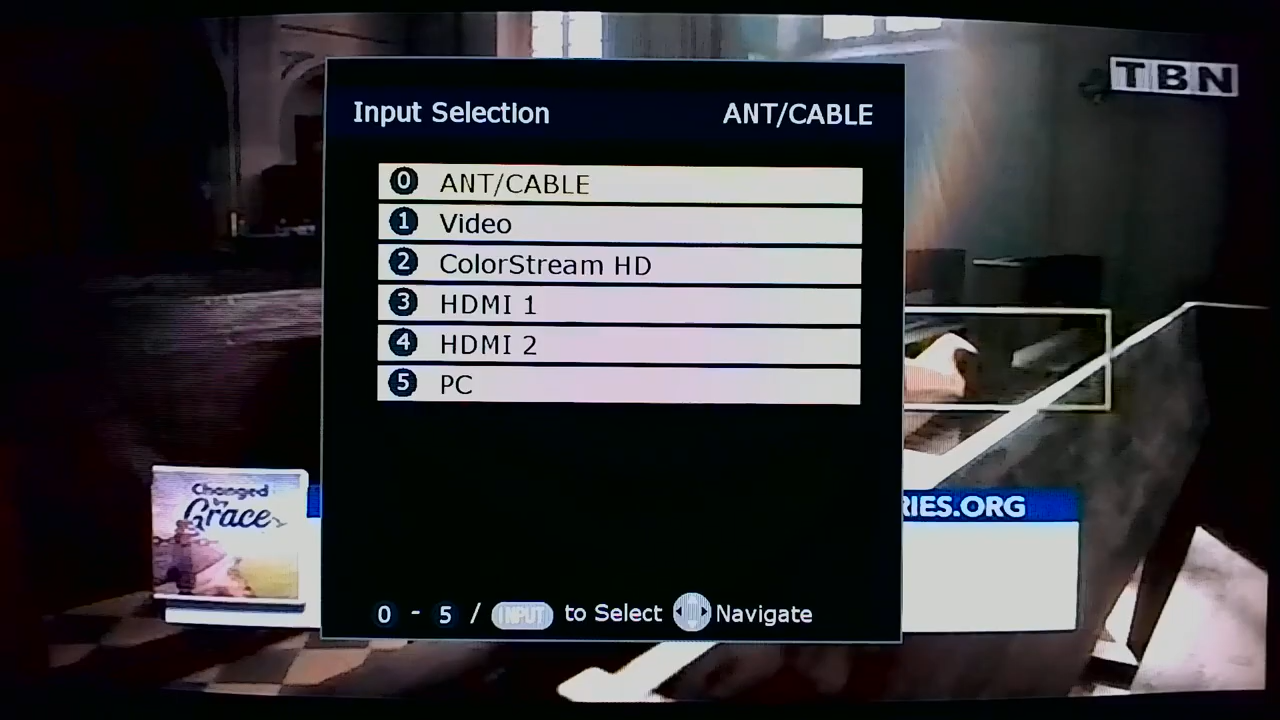 TBN
Input Selection ANT/CABLE
0 ANT/CABLE
1 Video
2 ColorStream HD
3 HDMI 1
4 HDMI 2
5 PC
Changed
by
Grace
RIES.ORG
0 - 5 / INPUT to Select Navigate